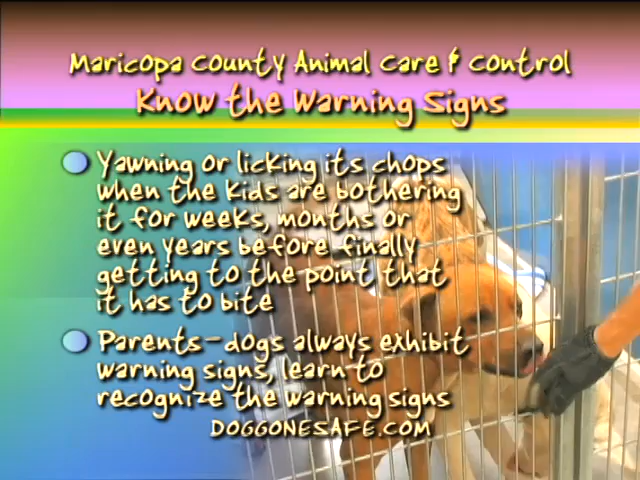 Maricopa County Animal Care & Control
Know the Warning Signs
Yawning or licking its chops
when the kids are bothering
it for weeks, months or
even years before finally
getting to the point that
it has to bite
Parents-dogs always exhibit
warning signs, learn to
recognize the warning signs
DOGGONESAFE.COM